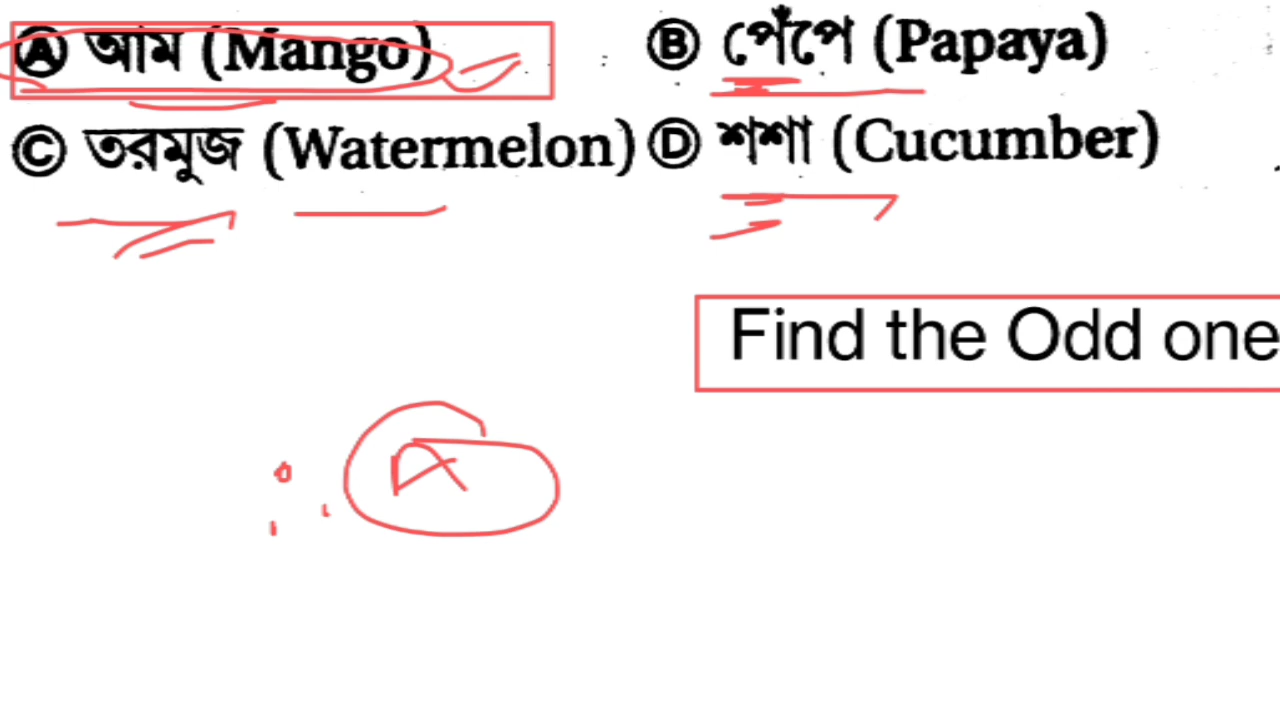 Ⓐ আম (Mango) Ⓑ পেঁপে (Papaya)
Ⓒ তরমুজ (Watermelon) Ⓓ শশা (Cucumber)
Find the Odd one
∴ A